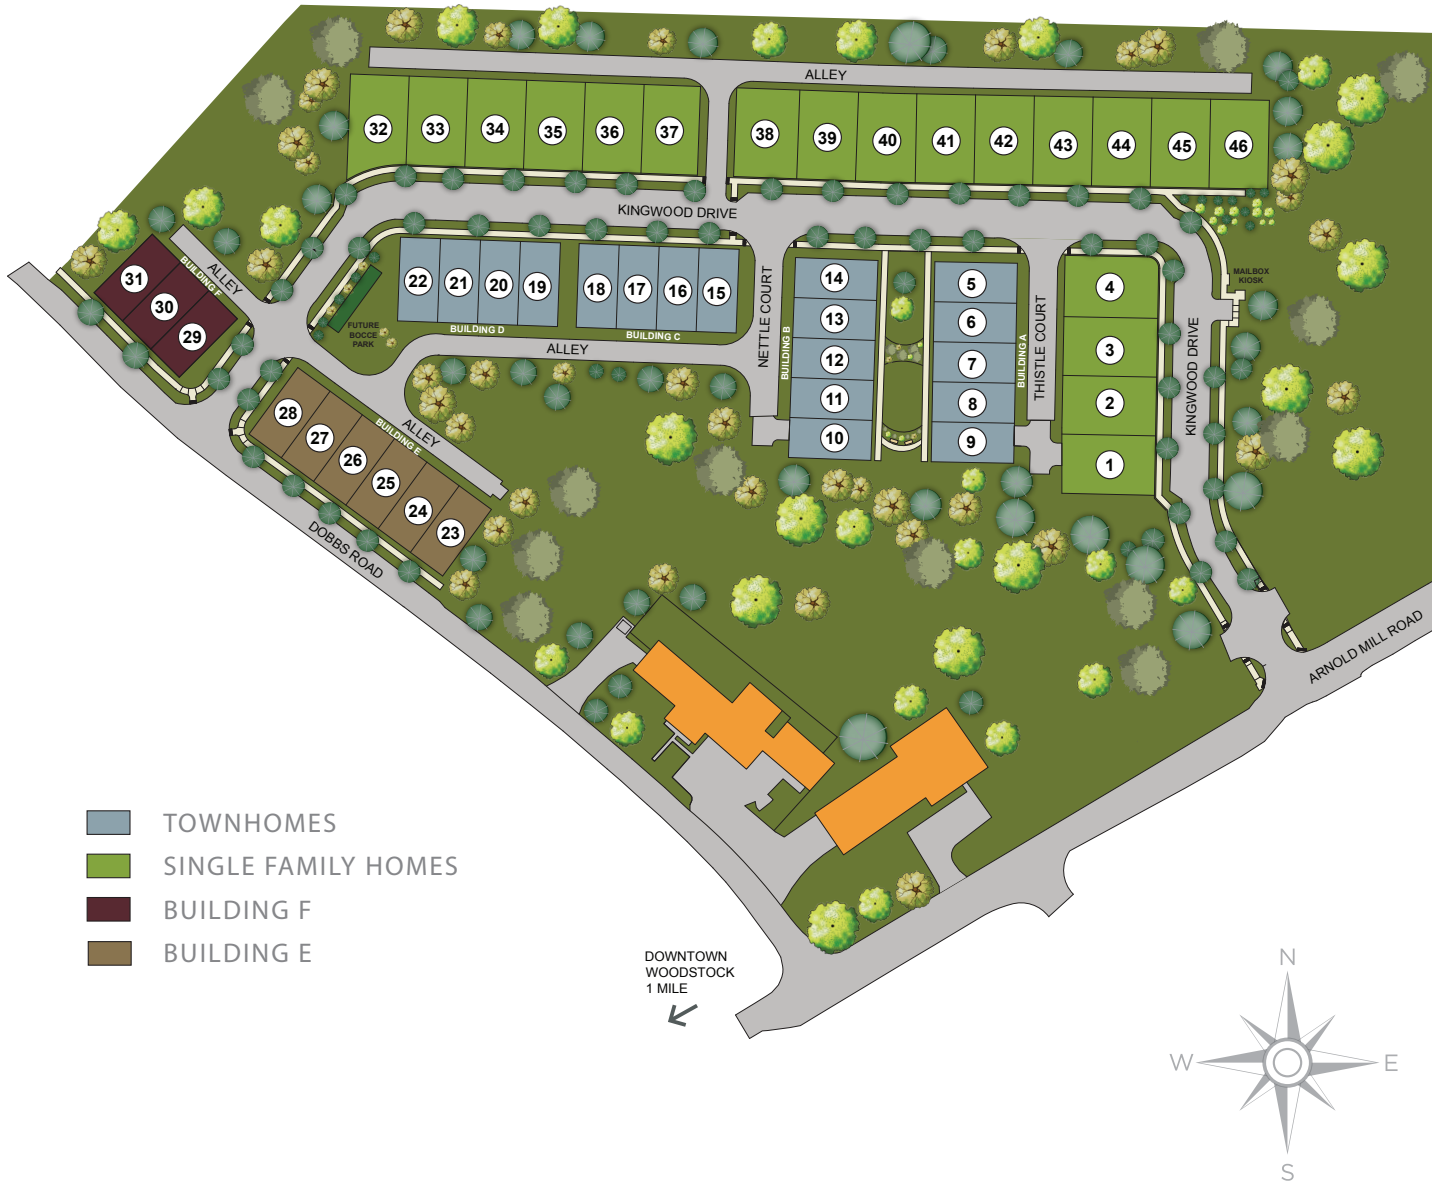 ALLEY
32
33
34
35
36
37
38
39
40
41
42
43
44
45
46
KINGWOOD DRIVE
31
30
29
BUILDING F
ALLEY
22
21
20
19
BUILDING D
18
17
16
15
BUILDING C
FUTURE
BOCCE
PARK
ALLEY
NETTLE COURT
BUILDING B
14
13
12
11
10
5
6
7
8
9
BUILDING A
THISTLE COURT
4
3
2
1
KINGWOOD DRIVE
MAILBOX
KIOSK
28
27
26
25
24
23
BUILDING E
ALLEY
DOBBS ROAD
ARNOLD MILL ROAD
TOWNHOMES
SINGLE FAMILY HOMES
BUILDING F
BUILDING E
DOWNTOWN
WOODSTOCK
1 MILE
N
W
E
S